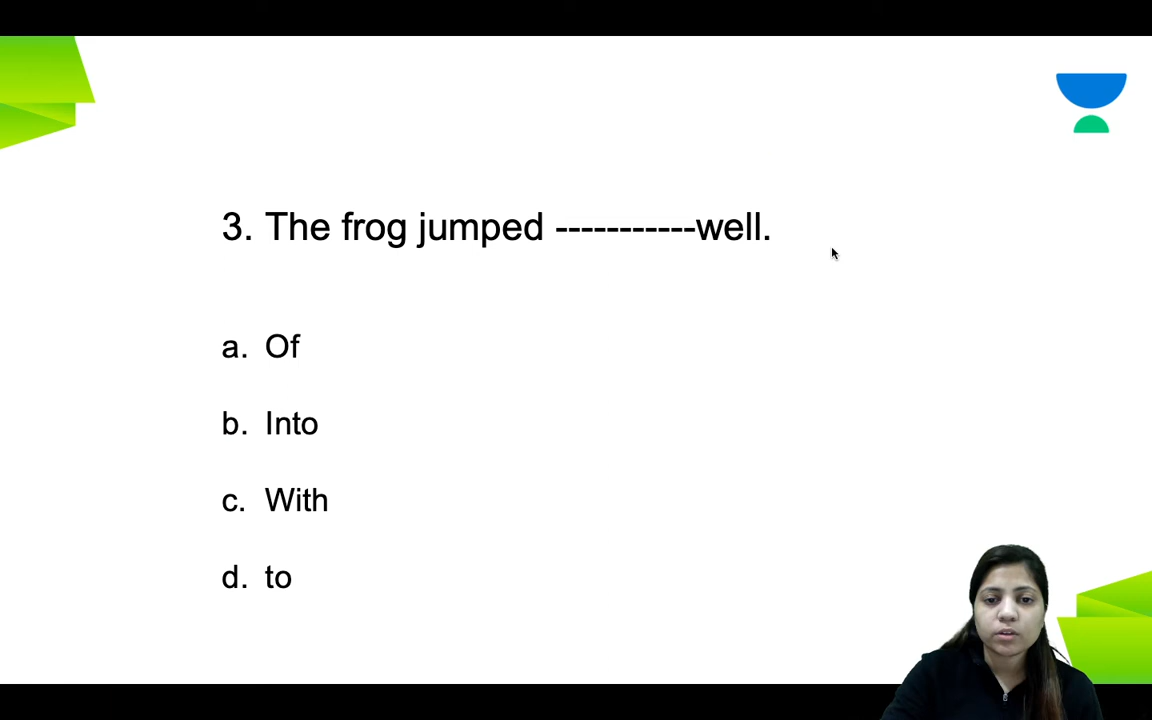 3. The frog jumped -----------well.
a. Of
b. Into
c. With
d. to